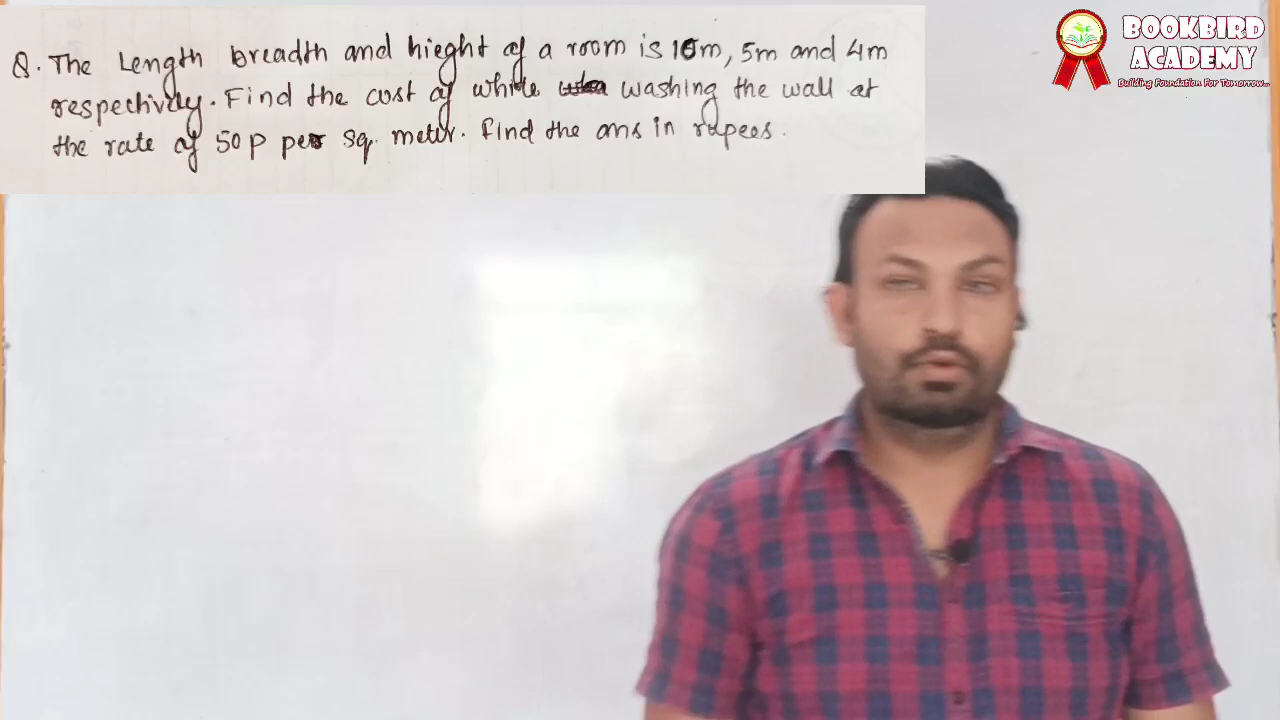 Q. The Length breadth and hieght of a room is 10m, 5m and 4m
respectivly. Find the cost of white washing the wall at
the rate of 50 p per sq. meter. Find the ans in rupees.
BOOKBIRD
ACADEMY
Building Foundation For Tomorrow...